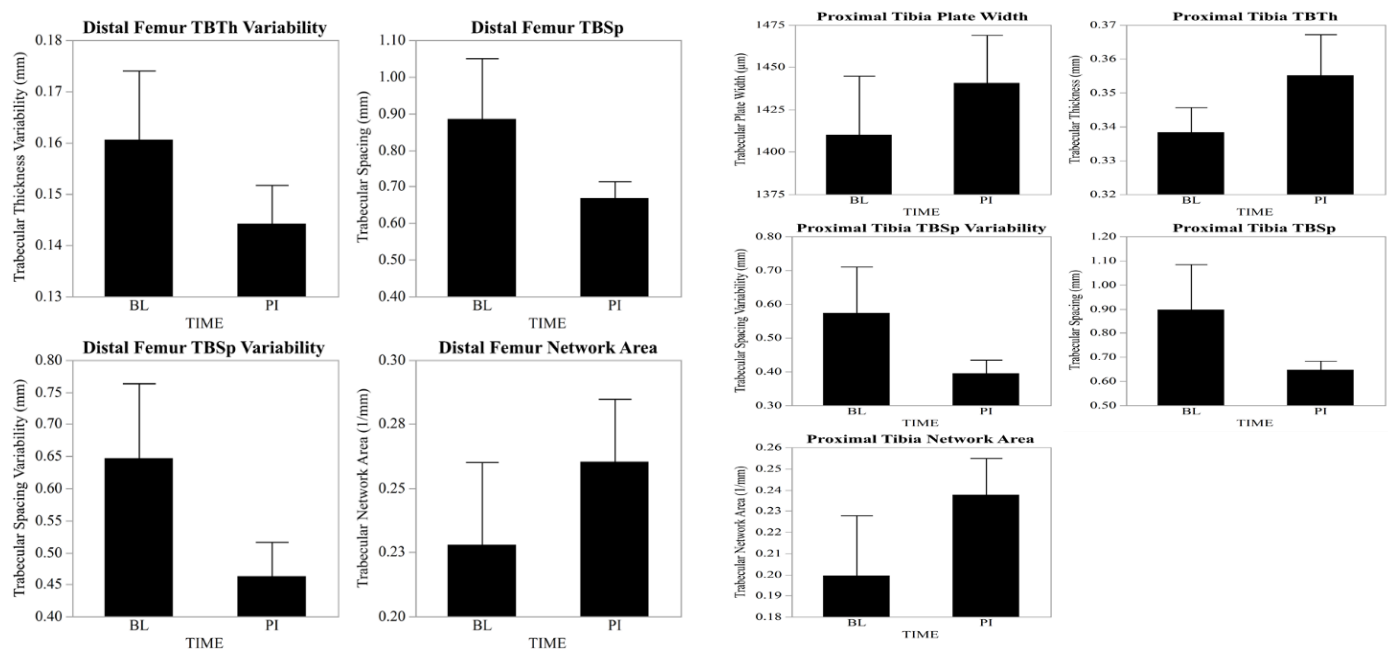 Distal Femur TBTh Variability
Trabecular Thickness Variability (mm)
0.18
0.16
0.15
0.14
0.13
BL
PI
TIME
Distal Femur TBSp
Trabecular Spacing (mm)
1.10
1.00
0.90
0.80
0.70
0.60
0.50
0.40
BL
PI
TIME
Distal Femur TBSp Variability
Trabecular Spacing Variability (mm)
0.80
0.75
0.70
0.65
0.60
0.55
0.50
0.45
0.40
BL
PI
TIME
Distal Femur Network Area
Trabecular Network Area (1/mm)
0.30
0.28
0.25
0.23
0.20
BL
PI
TIME
Proximal Tibia Plate Width
Trabecular Plate Width (µm)
1475
1450
1425
1400
1375
BL
PI
TIME
Proximal Tibia TBTh
Trabecular Thickness (mm)
0.37
0.36
0.35
0.34
0.33
0.32
BL
PI
TIME
Proximal Tibia TBSp Variability
Trabecular Spacing Variability (mm)
0.80
0.70
0.60
0.50
0.40
0.30
BL
PI
TIME
Proximal Tibia TBSp
Trabecular Spacing (mm)
1.20
1.10
1.00
0.90
0.80
0.70
0.60
0.50
BL
PI
TIME
Proximal Tibia Network Area
Trabecular Network Area (1/mm)
0.26
0.25
0.24
0.23
0.22
0.21
0.20
0.19
0.18
BL
PI
TIME